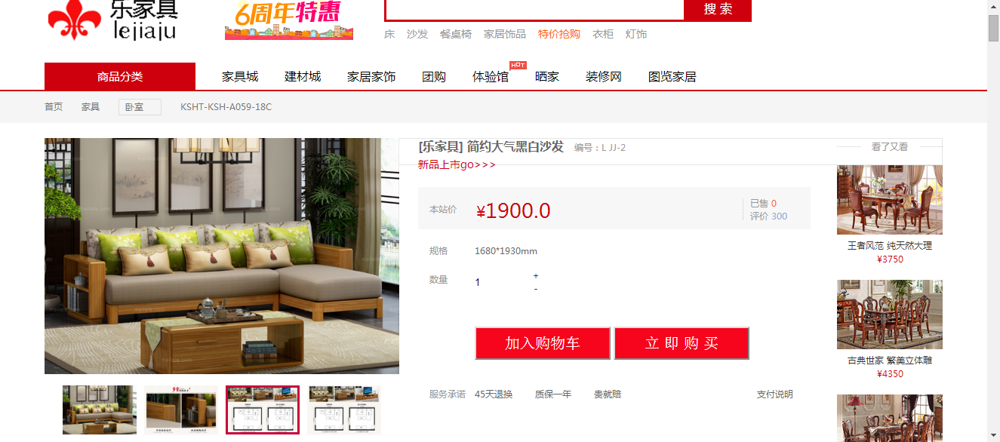 乐家具
lejiaju
6周年特惠
搜 索
床 沙发 餐桌椅 家居饰品 特价抢购 衣柜 灯饰
商品分类 家具城 建材城 家居家饰 团购 体验馆 HOT 晒家 装修网 图览家居
首页 家具 卧室 KSHT-KSH-A059-18C
[乐家具] 简约大气黑白沙发 编号：LJJ-2
新品上市go>>>
本站价 ¥1900.0
已售 0
评价 300
规格 1680*1930mm
数量 1 + -
加入购物车 立 即 购 买
服务承诺 45天退换 质保一年 贵就赔 支付说明
看了又看
王者风范 纯天然大理
¥3750
古典世家 繁美立体雕
¥4350